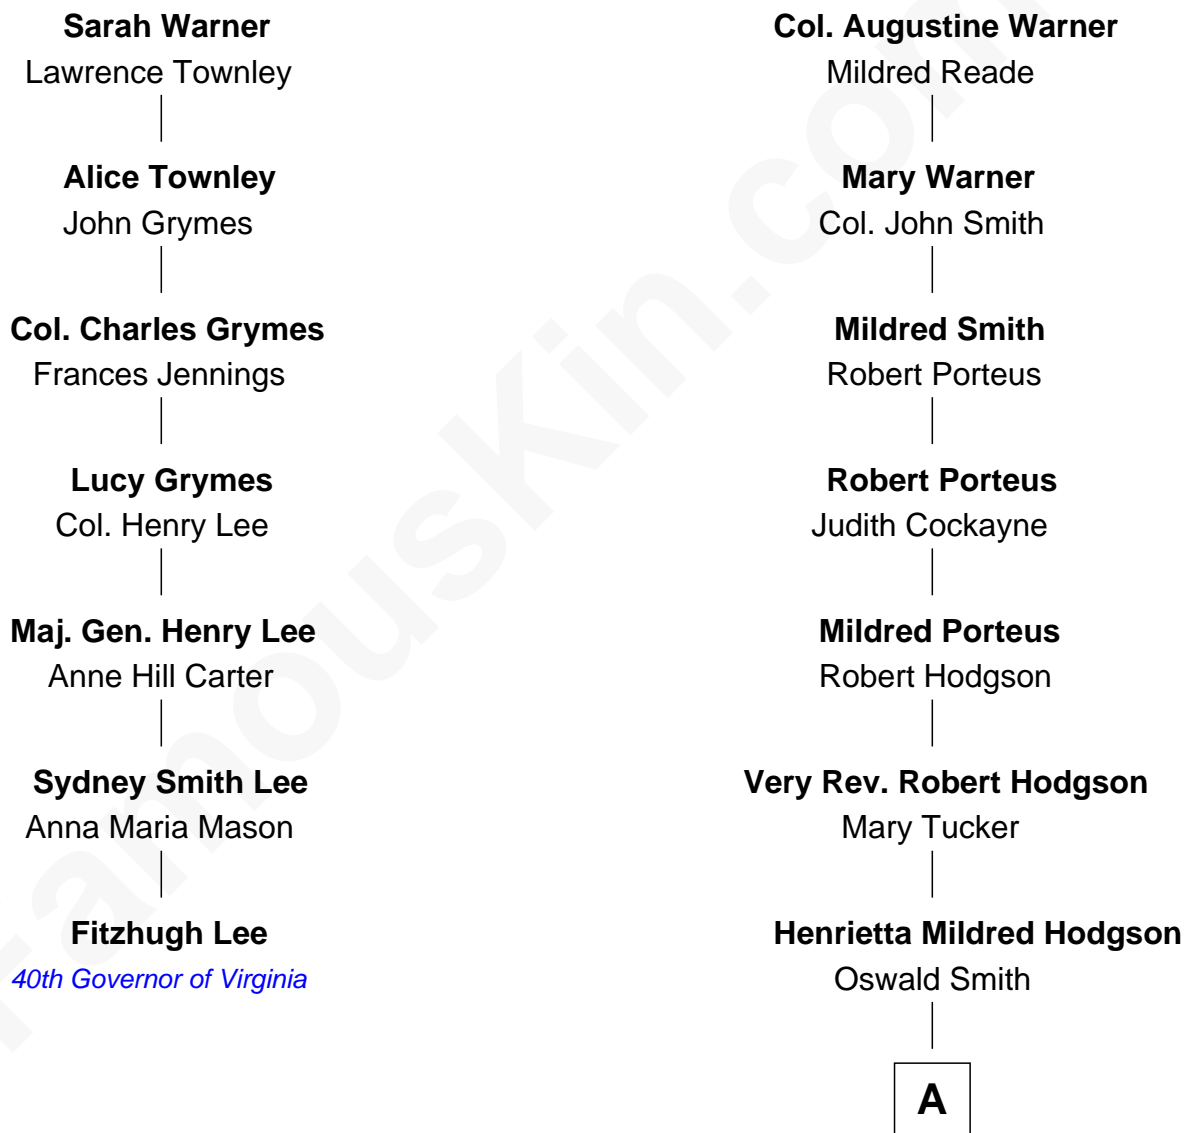 Sarah Warner
Lawrence Townley
Alice Townley
John Grymes
Col. Charles Grymes
Frances Jennings
Lucy Grymes
Col. Henry Lee
Maj. Gen. Henry Lee
Anne Hill Carter
Sydney Smith Lee
Anna Maria Mason
Fitzhugh Lee
40th Governor of Virginia
Col. Augustine Warner
Mildred Reade
Mary Warner
Col. John Smith
Mildred Smith
Robert Porteus
Robert Porteus
Judith Cockayne
Mildred Porteus
Robert Hodgson
Very Rev. Robert Hodgson
Mary Tucker
Henrietta Mildred Hodgson
Oswald Smith
A
FamousKin.com